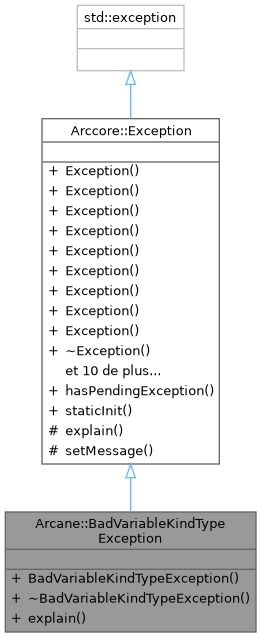 std::exception
Arccore::Exception
+ Exception()
+ Exception()
+ Exception()
+ Exception()
+ Exception()
+ Exception()
+ Exception()
+ Exception()
+ Exception()
+ ~Exception()
et 10 de plus...
+ hasPendingException()
+ staticInit()
# explain()
# setMessage()
Arcane::BadVariableKindType
Exception
+ BadVariableKindTypeException()
+ ~BadVariableKindTypeException()
+ explain()